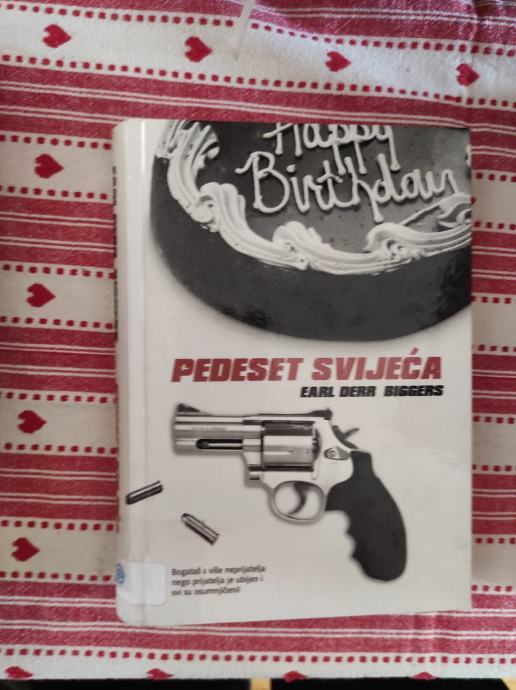 Happy
Birthday
PEDESET SVIJEĆA
EARL DERR BIGGERS
Bogataš s više neprijatelja
nego prijatelja je ubijen i
svi su osumnjičeni!